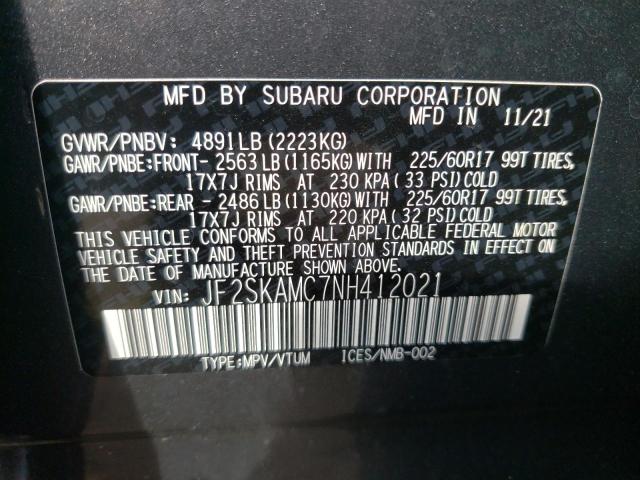 MFD BY SUBARU CORPORATION
MFD IN 11/21
GVWR/PNBV: 4891LB (2223KG)
GAWR/PNBE:FRONT- 2563 LB (1165KG) WITH 225/60R17 99T TIRES,
17X7J RIMS AT 230 KPA ( 33 PSI) COLD
GAWR/PNBE:REAR - 2486 LB (1130KG) WITH 225/60R17 99T TIRES,
17X7J RIMS AT 220 KPA ( 32 PSI) COLD
THIS VEHICLE CONFORMS TO ALL APPLICABLE FEDERAL MOTOR
VEHICLE SAFETY AND THEFT PREVENTION STANDARDS IN EFFECT ON
THE DATE OF MANUFACTURE SHOWN ABOVE.
VIN: JF2SKAMC7NH412021
TYPE:MPV/VTUM ICES/NMB-002